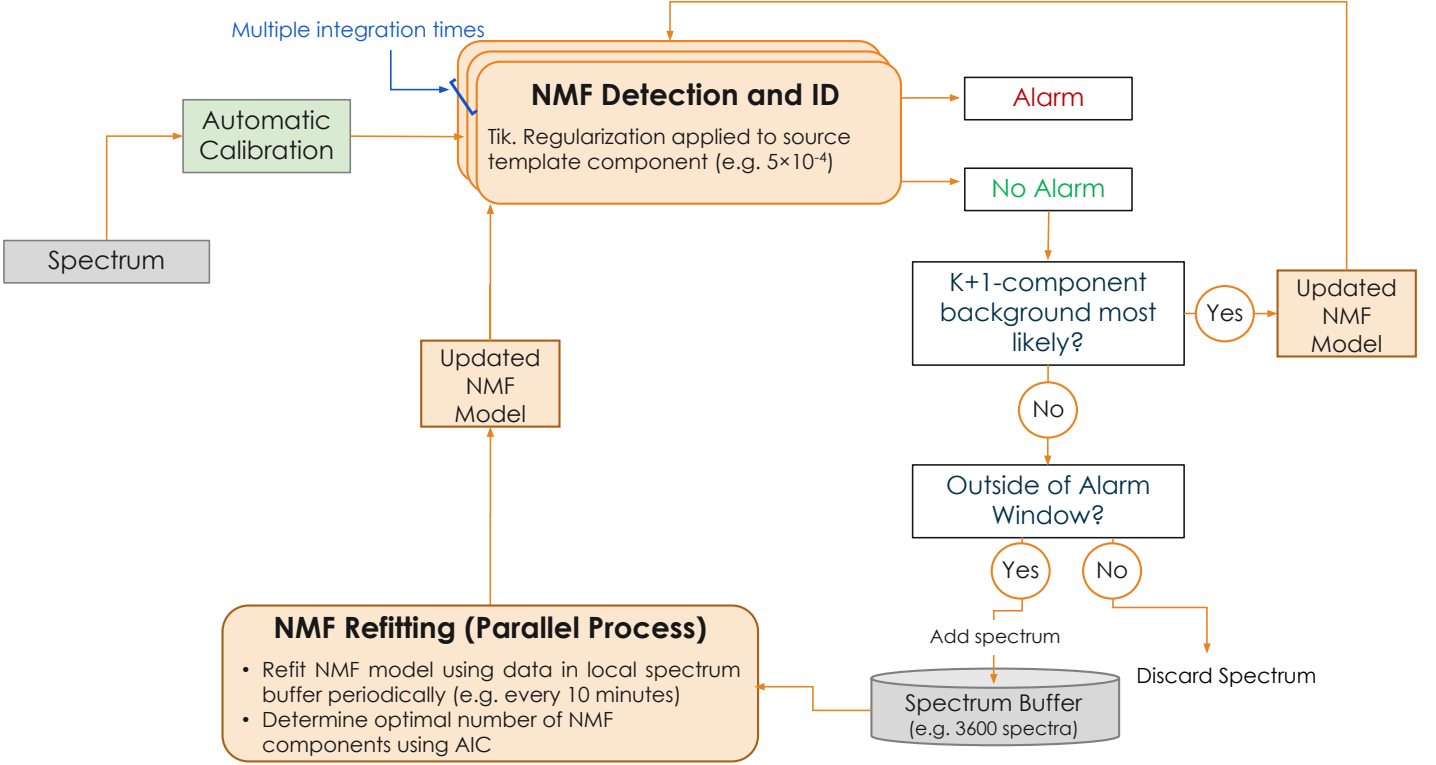 Multiple integration times
NMF Detection and ID
Tik. Regularization applied to source
template component (e.g. 5×10⁻⁴)
Alarm
No Alarm
Automatic
Calibration
Spectrum
K+1-component
background most
likely?
Yes
Updated
NMF
Model
No
Updated
NMF
Model
Outside of Alarm
Window?
Yes
No
Add spectrum
Discard Spectrum
Spectrum Buffer
(e.g. 3600 spectra)
NMF Refitting (Parallel Process)
• Refit NMF model using data in local spectrum
buffer periodically (e.g. every 10 minutes)
• Determine optimal number of NMF
components using AIC